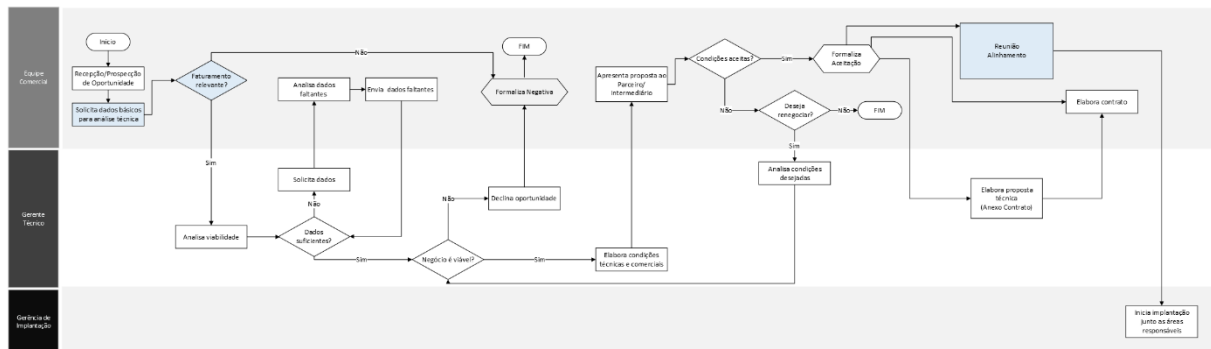 Equipe
Comercial
Início
Recepção/Prospecção
de Oportunidade
Solicita dados básicos
para análise técnica
Faturamento
relevante?
Não
Sim
Analisa dados
faltantes
Envia dados faltantes
FIM
Formaliza Negativa
Apresenta proposta ao
Parceiro/
Intermediário
Condições aceitas?
Sim
Não
Formaliza
Aceitação
Deseja
renegociar?
Não
FIM
Sim
Reunião
Alinhamento
Elabora contrato
Gerente
Técnico
Analisa viabilidade
Solicita dados
Não
Dados
suficientes?
Sim
Não
Declina oportunidade
Negócio é viável?
Sim
Elabora condições
técnicas e comerciais
Analisa condições
desejadas
Elabora proposta
técnica
(Anexo Contrato)
Gerência de
Implantação
Inicia implantação
junto as áreas
responsáveis